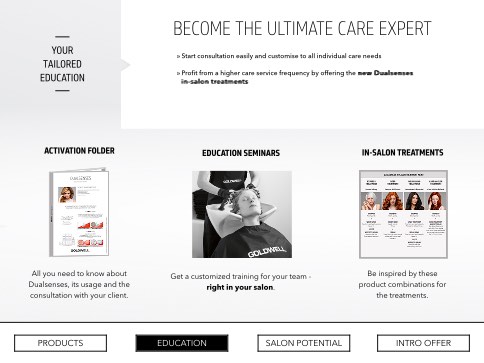 YOUR
TAILORED
EDUCATION
BECOME THE ULTIMATE CARE EXPERT
» Start consultation easily and customise to all individual care needs
» Profit from a higher care service frequency by offering the new Dualsenses
in-salon treatments
ACTIVATION FOLDER
EDUCATION SEMINARS
IN-SALON TREATMENTS
GOLDWELL
GOLDWELL
All you need to know about
Dualsenses, its usage and the
consultation with your client.
Get a customized training for your team -
right in your salon.
Be inspired by these
product combinations for
the treatments.
PRODUCTS
EDUCATION
SALON POTENTIAL
INTRO OFFER